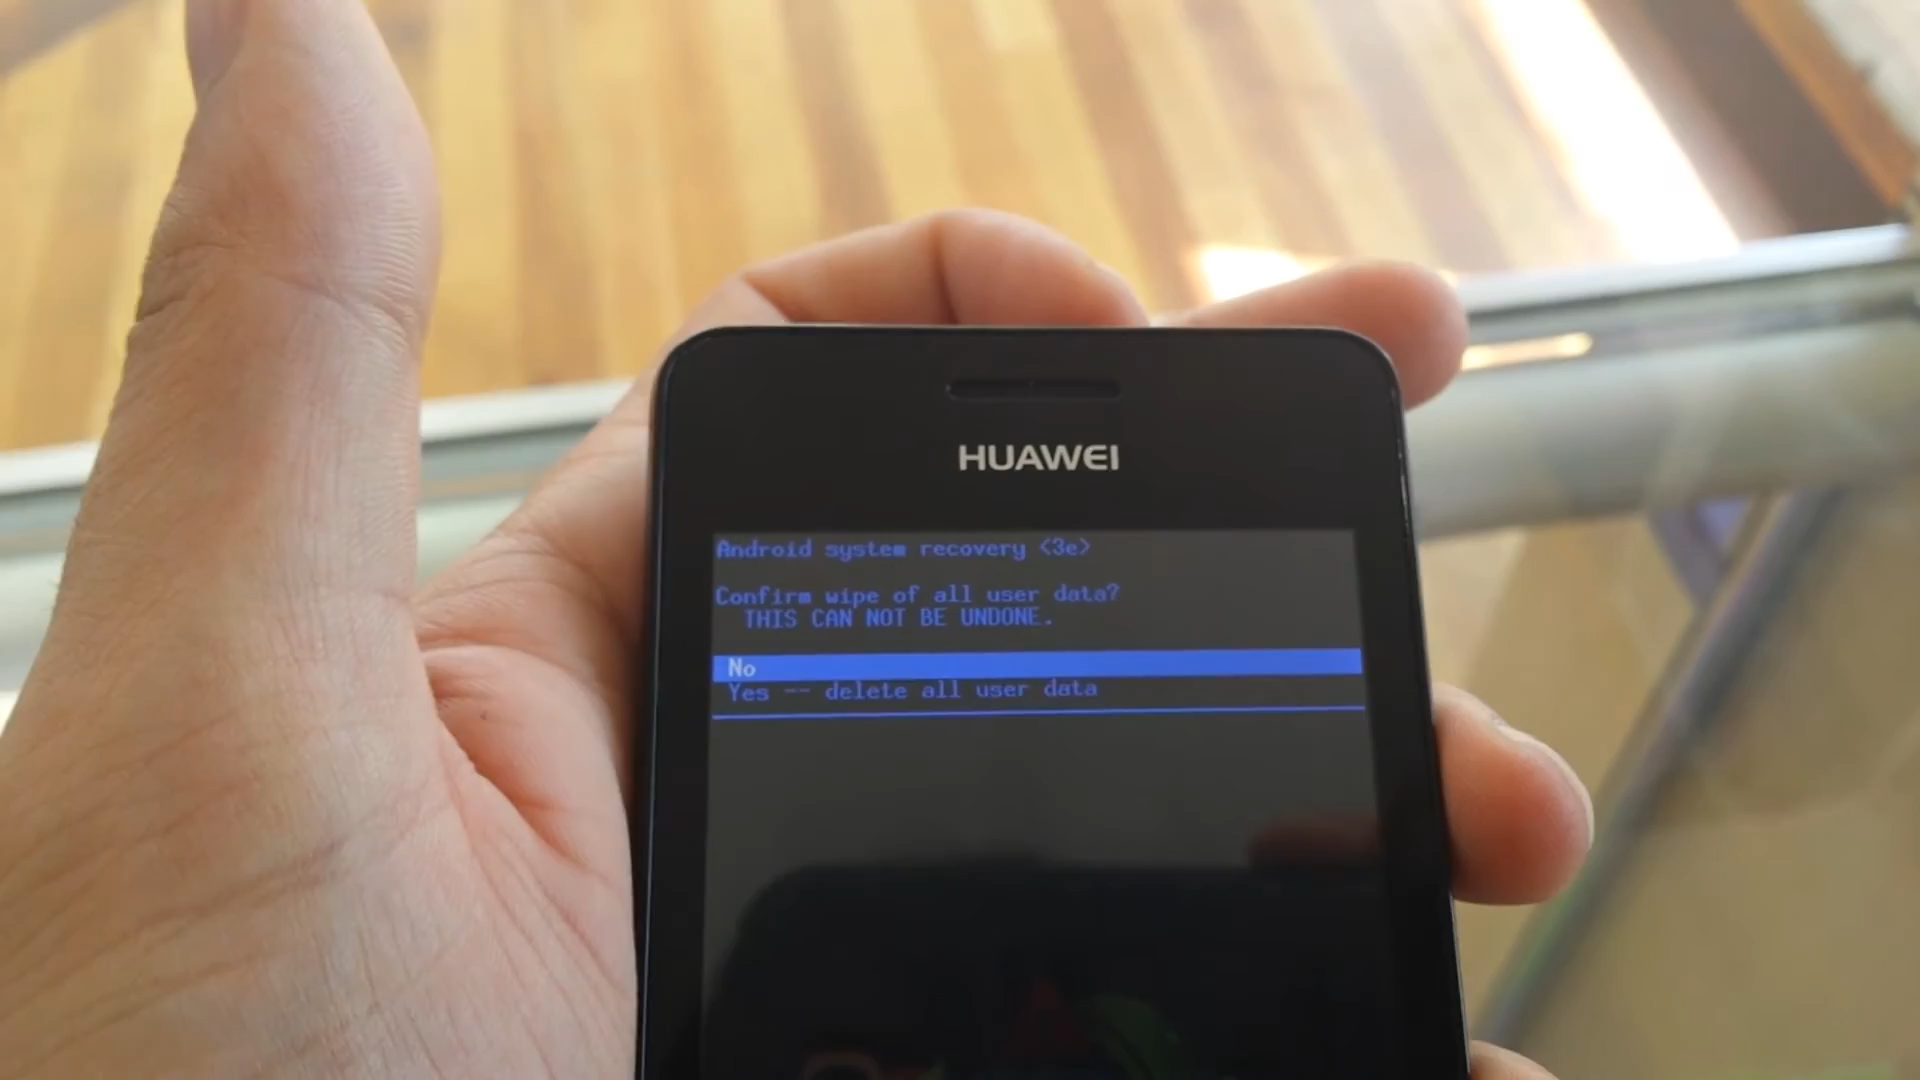 HUAWEI
Android system recovery <3e>
Confirm wipe of all user data?
THIS CAN NOT BE UNDONE.
No
Yes -- delete all user data